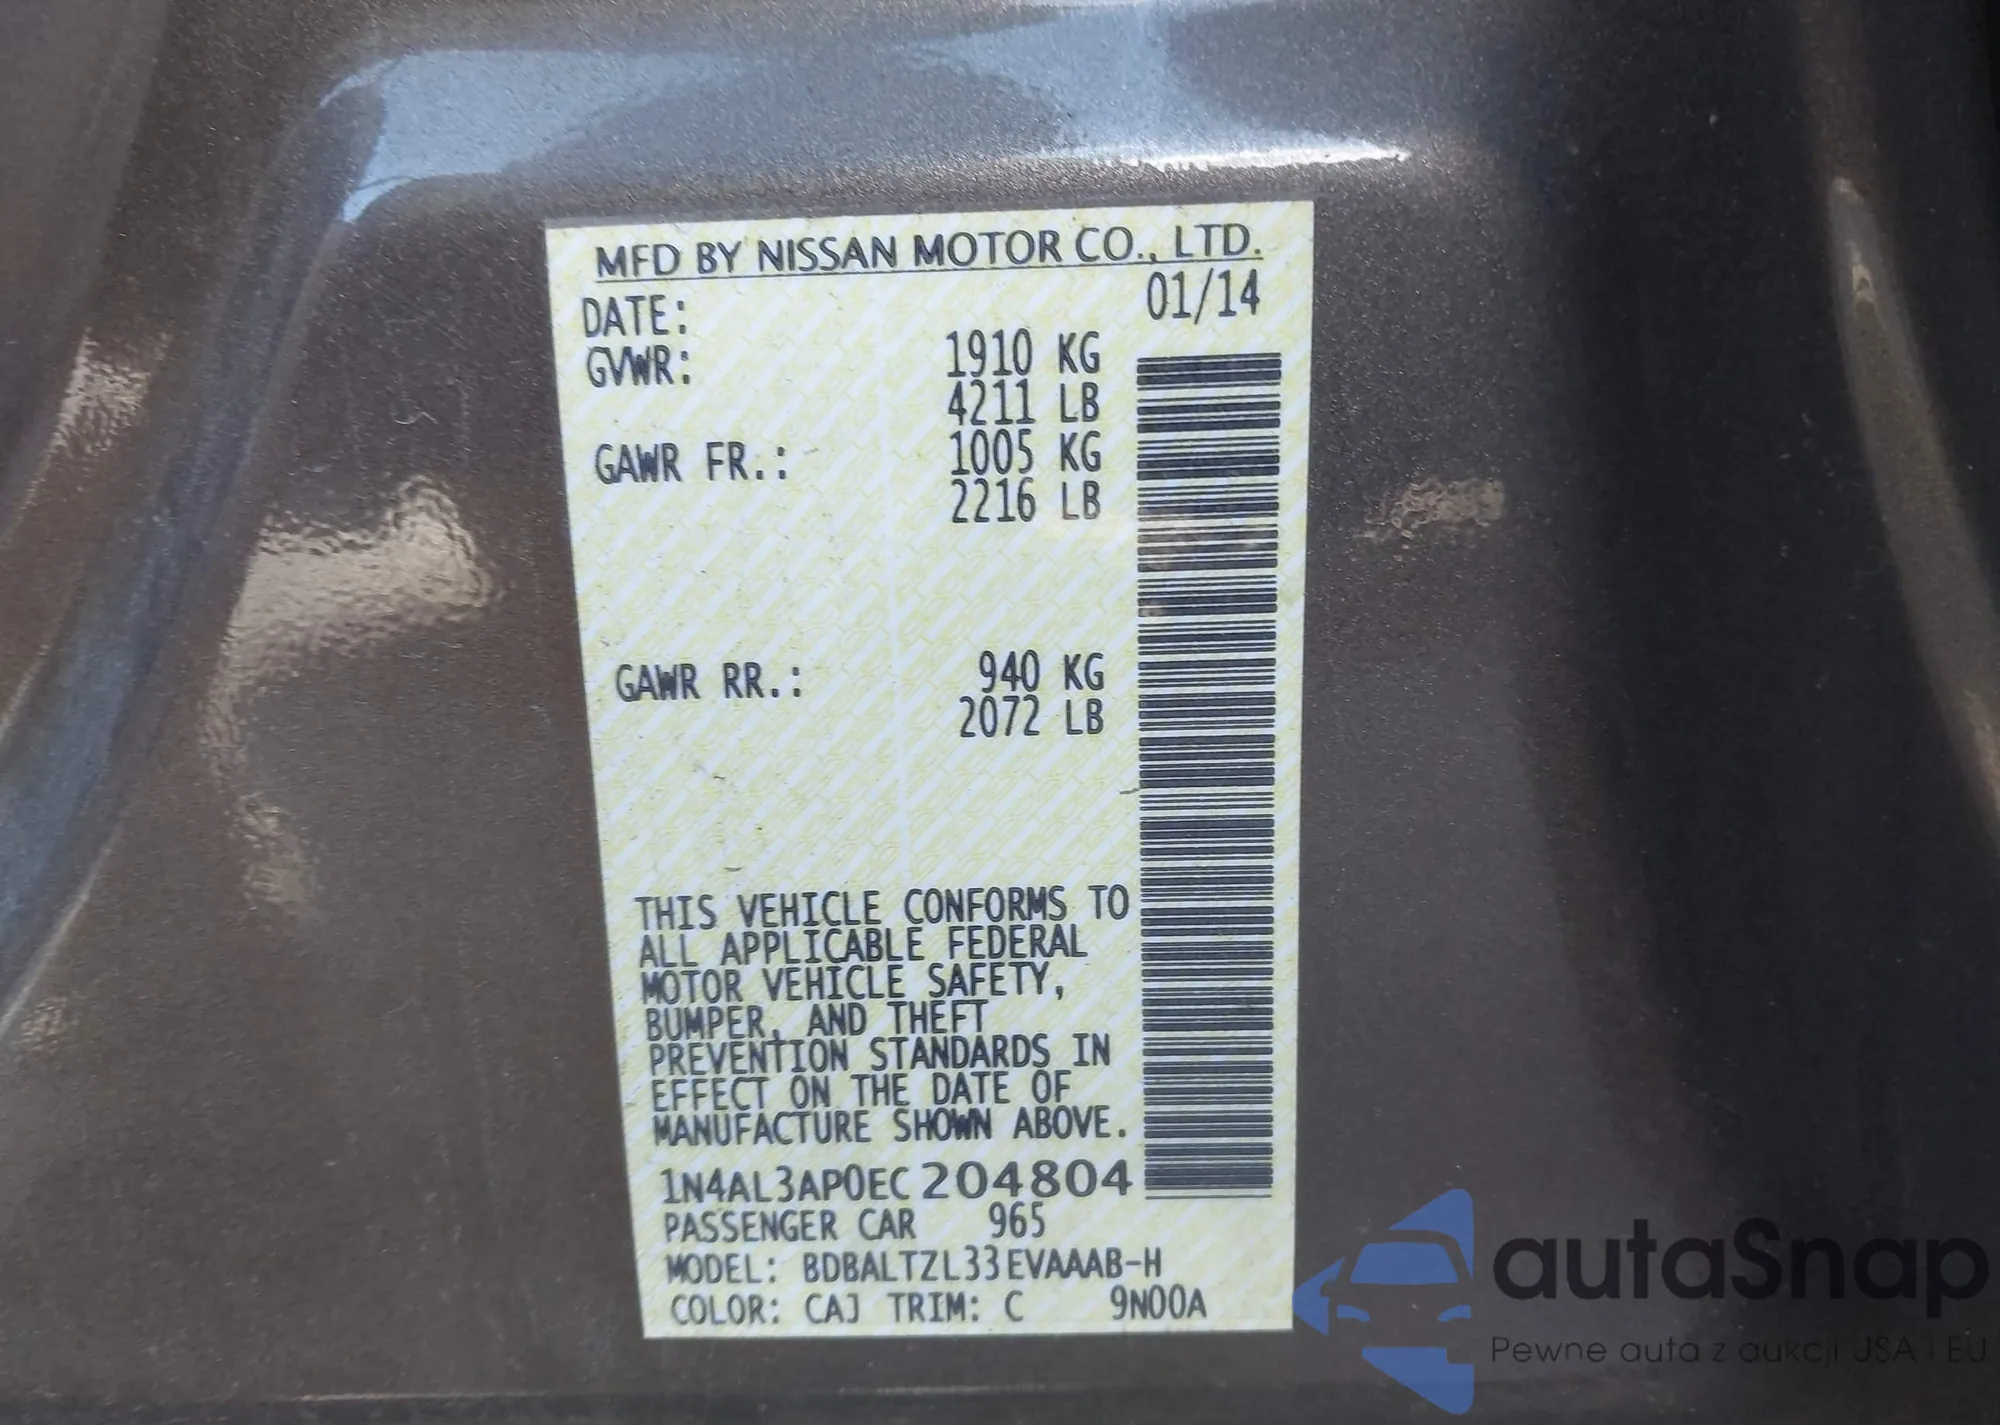 MFD BY NISSAN MOTOR CO., LTD.
DATE: 01/14
GVWR: 1910 KG
4211 LB
GAWR FR.: 1005 KG
2216 LB
GAWR RR.: 940 KG
2072 LB
THIS VEHICLE CONFORMS TO
ALL APPLICABLE FEDERAL
MOTOR VEHICLE SAFETY,
BUMPER, AND THEFT
PREVENTION STANDARDS IN
EFFECT ON THE DATE OF
MANUFACTURE SHOWN ABOVE.
1N4AL3AP0EC204804
PASSENGER CAR 965
MODEL: BDBALTZL33EVAAAB-H
COLOR: CAJ TRIM: C 9N00A
autaSnap
Pewne auta z aukcji USA i EU